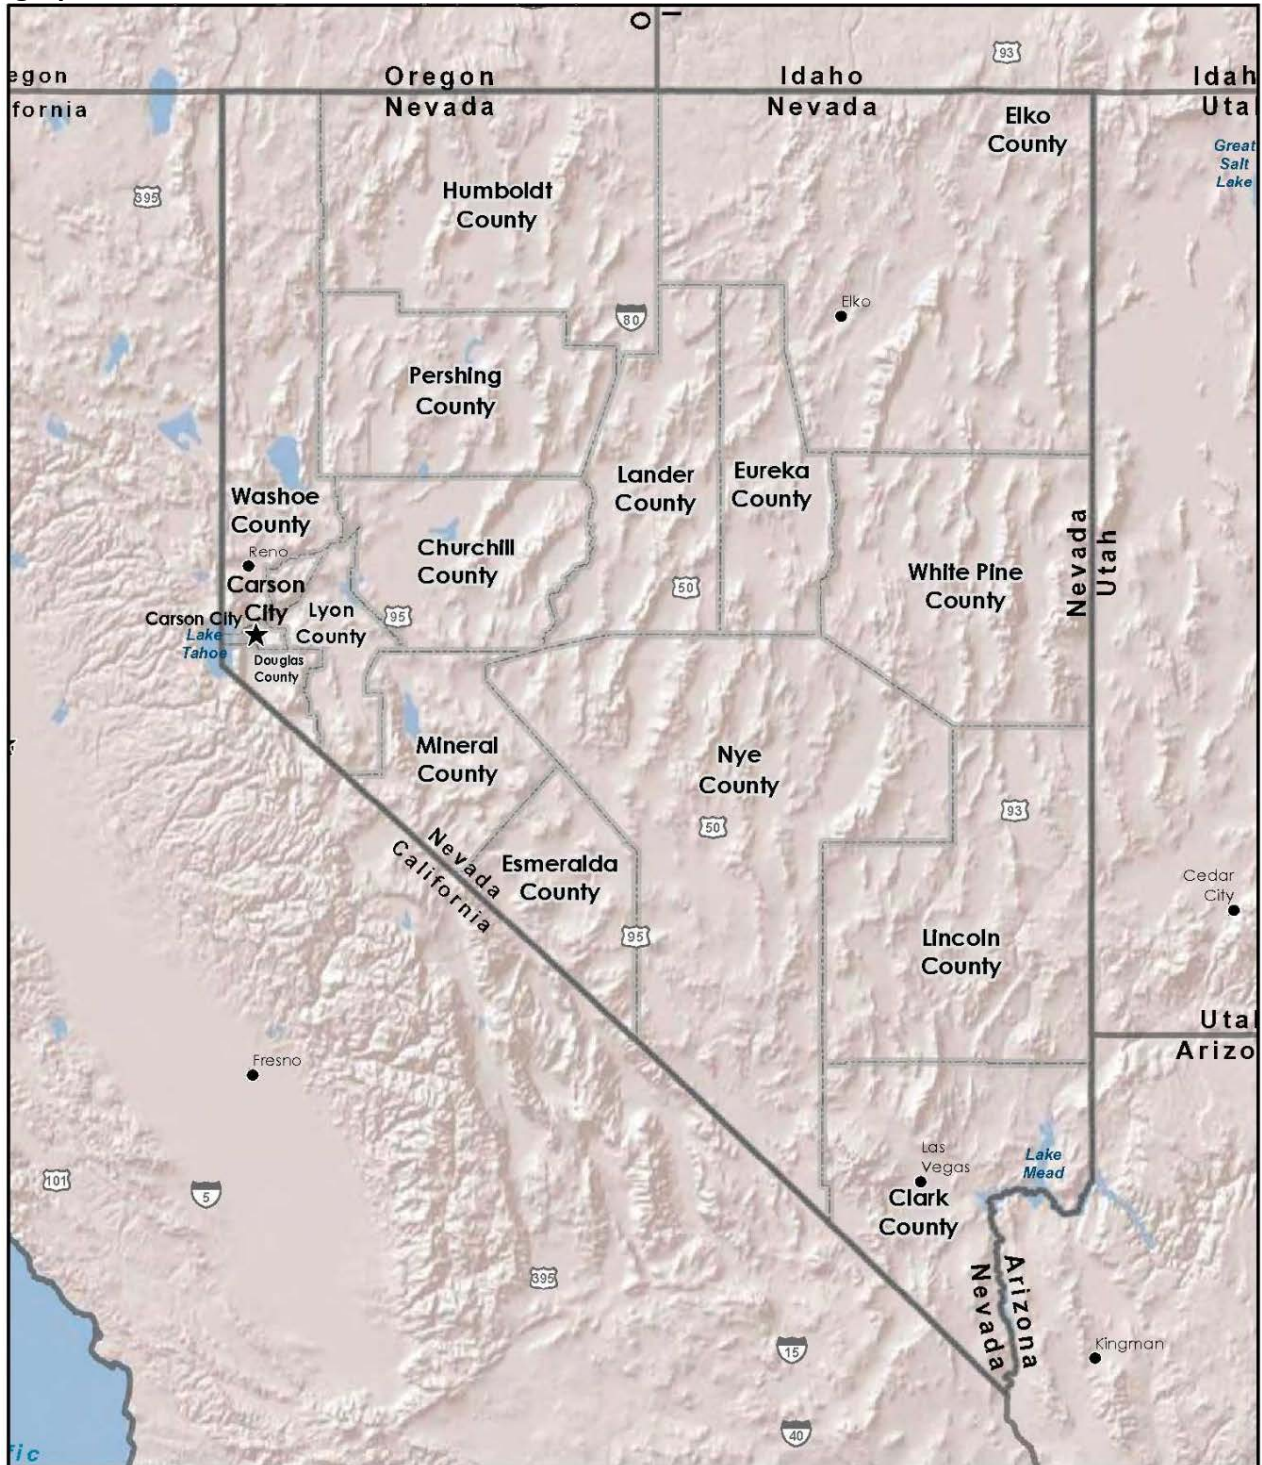 O I
93
egon
Oregon
Idaho
Idah
fornia
Nevada
Nevada
Utal
Elko
County
Great
Salt
Lake
395
Humboldt
County
Elko
80
Pershing
County
Lander
County
Eureka
County
Washoe
County
Nevada
Utah
Reno
Churchill
County
Carson
City
White Pine
County
50
Carson City
Lyon
County
95
Lake
Tahoe
Douglas
County
Mineral
County
Nye
County
93
50
Nevada
California
Esmeralda
County
Cedar
City
95
Lincoln
County
Utal
Arizo
Fresno
Las
Vegas
Lake
Mead
101
5
Clark
County
Arizona
Nevada
395
15
Kingman
40
fic